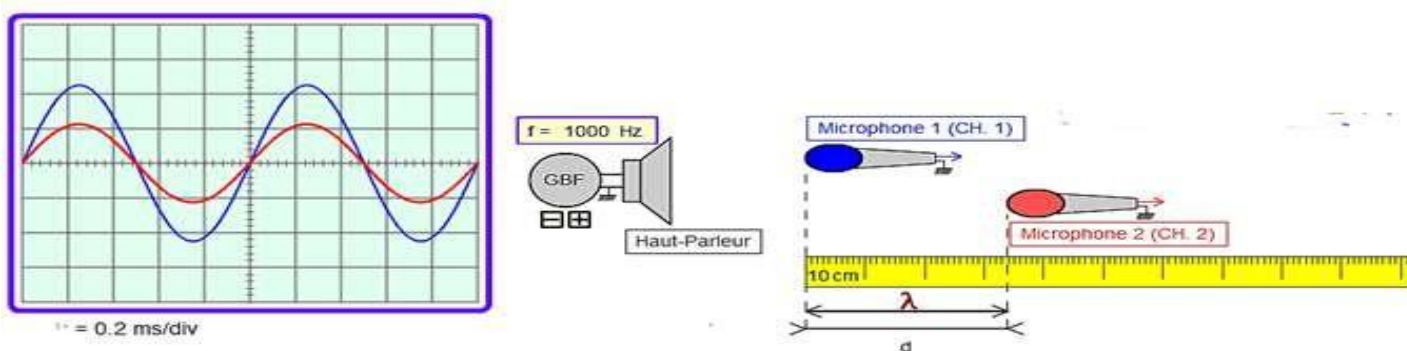 = 0.2 ms/div
f = 1000 Hz
GBF
Haut-Parleur
Microphone 1 (CH. 1)
Microphone 2 (CH. 2)
10 cm
λ
d